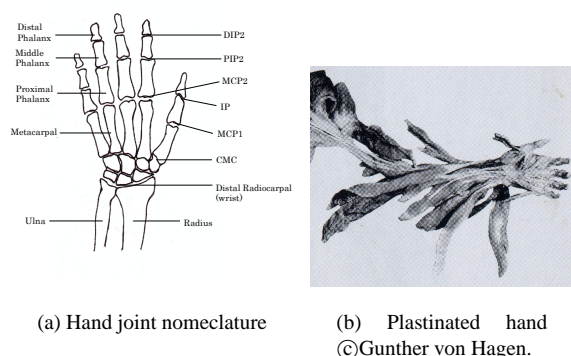 Distal
Phalanx
Middle
Phalanx
Proximal
Phalanx
Metacarpal
Ulna
DIP2
PIP2
MCP2
IP
MCP1
CMC
Distal Radiocarpal
(wrist)
Radius
(a) Hand joint nomeclature
(b) Plastinated hand
©Gunther von Hagen.